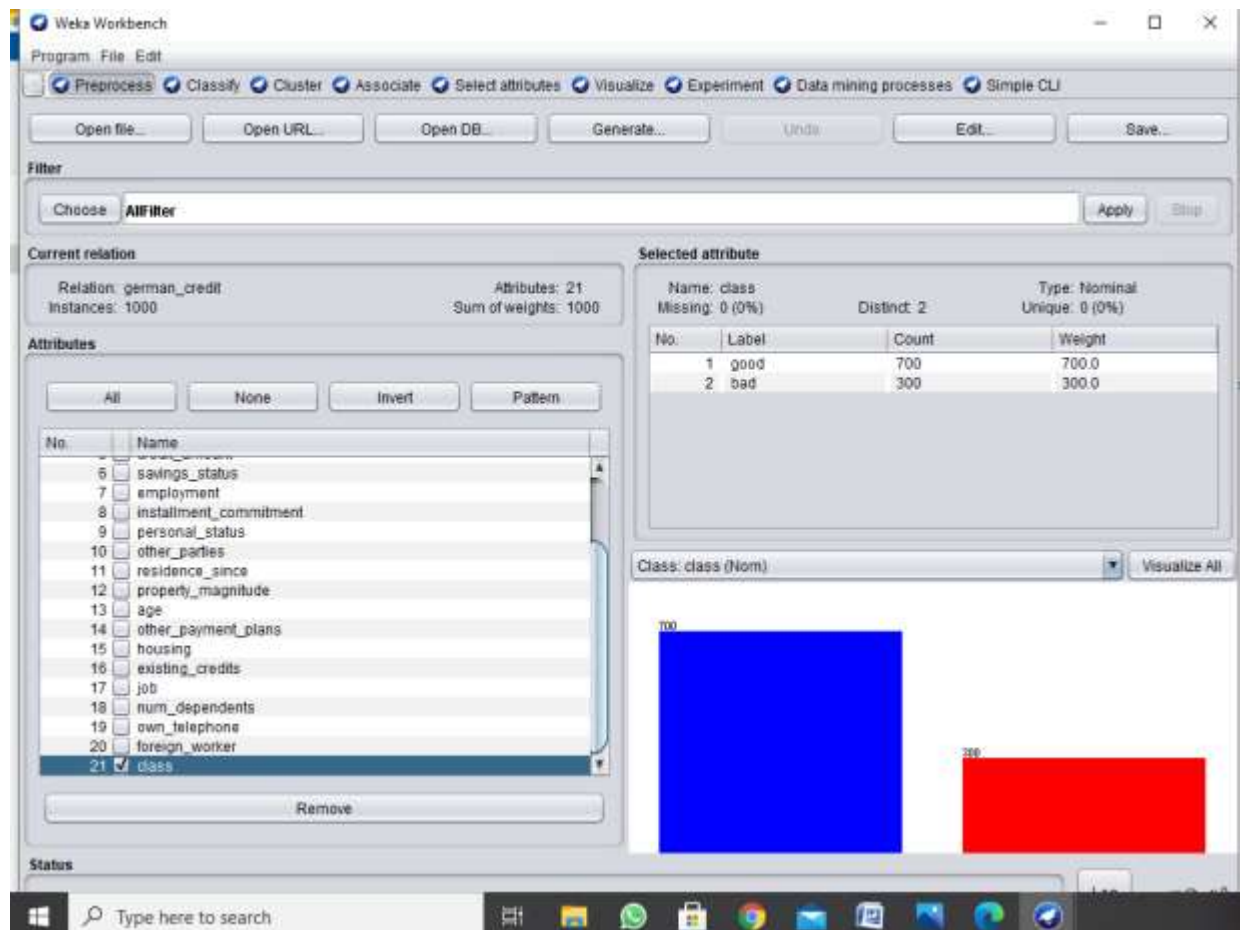 Weka Workbench
Program File Edit
Preprocess Classify Cluster Associate Select attributes Visualize Experiment Data mining processes Simple CLI
Open file... Open URL... Open DB... Generate... Undo Edit... Save...
Filter
Choose AllFilter Apply Stop
Current relation
Relation: german_credit Attributes: 21
Instances: 1000 Sum of weights: 1000
Attributes
All None Invert Pattern
No. Name
6 savings_status
7 employment
8 installment_commitment
9 personal_status
10 other_parties
11 residence_since
12 property_magnitude
13 age
14 other_payment_plans
15 housing
16 existing_credits
17 job
18 num_dependents
19 own_telephone
20 foreign_worker
21 class
Remove
Selected attribute
Name: class Type: Nominal
Missing: 0 (0%) Distinct: 2 Unique: 0 (0%)
No. Label Count Weight
1 good 700 700.0
2 bad 300 300.0
Class: class (Nom) Visualize All
700
300
Status
Type here to search